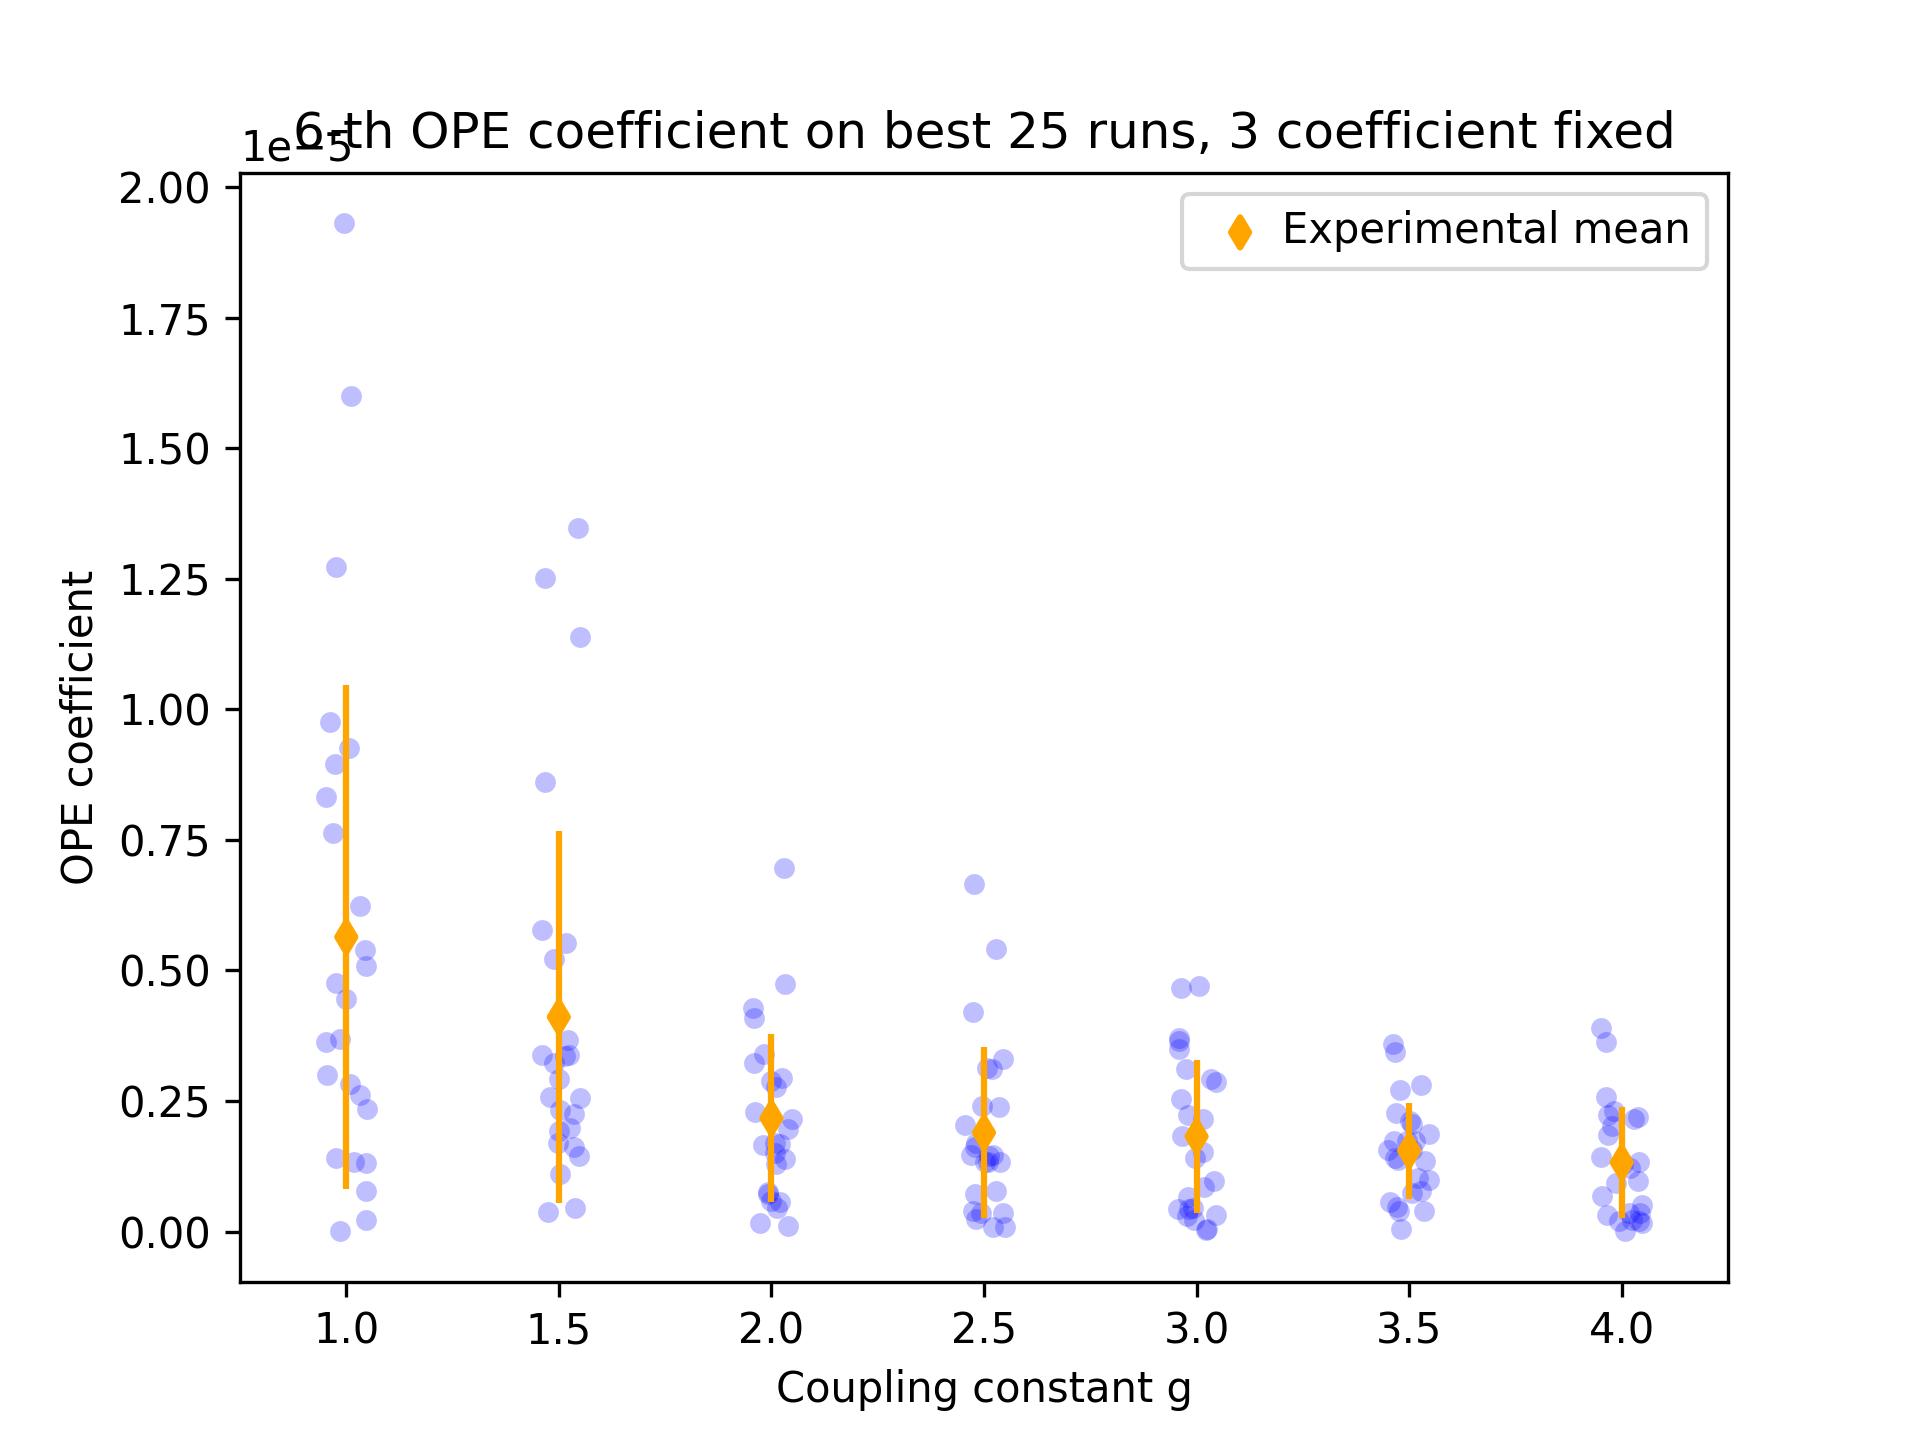 6-th OPE coefficient on best 25 runs, 3 coefficient fixed
1e−5
Experimental mean
2.00
1.75
1.50
1.25
1.00
0.75
0.50
0.25
0.00
OPE coefficient
1.0 1.5 2.0 2.5 3.0 3.5 4.0
Coupling constant g